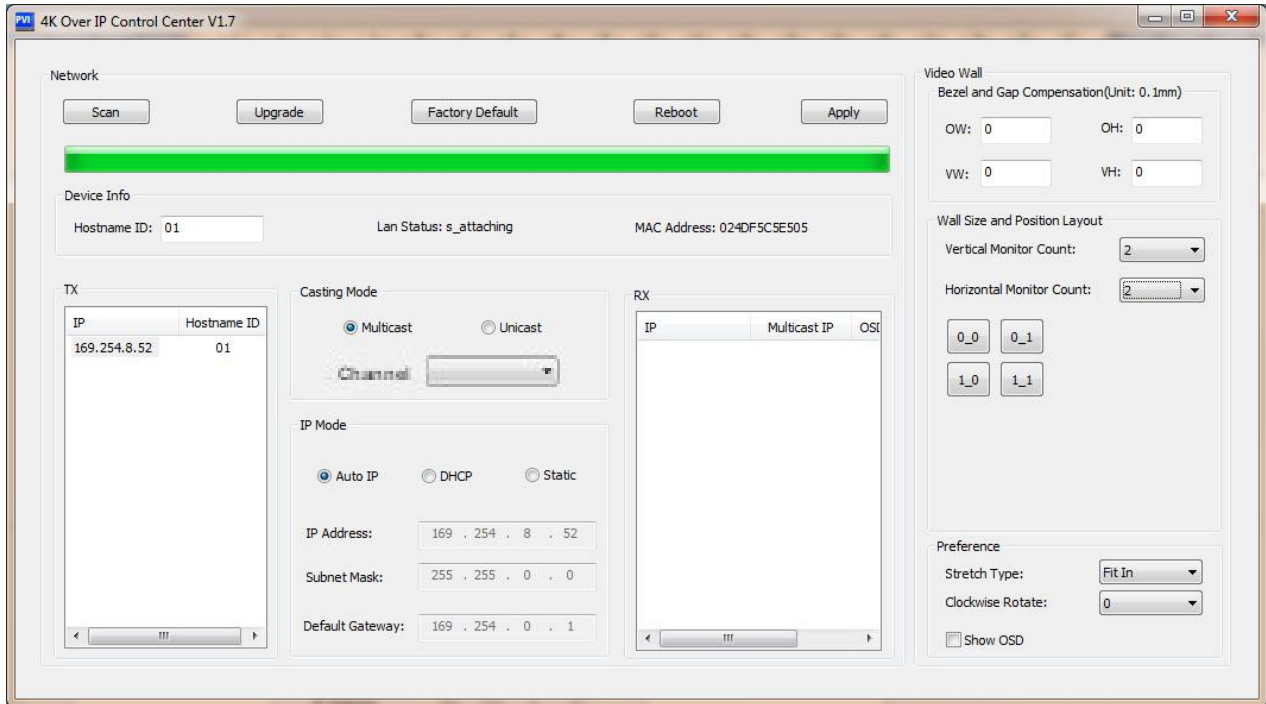 PVI 4K Over IP Control Center V1.7
Network
Scan Upgrade Factory Default Reboot Apply
Device Info
Hostname ID: 01 Lan Status: s_attaching MAC Address: 024DF5C5E505
TX
IP Hostname ID
169.254.8.52 01
Casting Mode
Multicast Unicast
Channel
IP Mode
Auto IP DHCP Static
IP Address: 169 . 254 . 8 . 52
Subnet Mask: 255 . 255 . 0 . 0
Default Gateway: 169 . 254 . 0 . 1
RX
IP Multicast IP OSD
Video Wall
Bezel and Gap Compensation(Unit: 0.1mm)
OW: 0 OH: 0
VW: 0 VH: 0
Wall Size and Position Layout
Vertical Monitor Count: 2
Horizontal Monitor Count: 2
0_0 0_1
1_0 1_1
Preference
Stretch Type: Fit In
Clockwise Rotate: 0
Show OSD